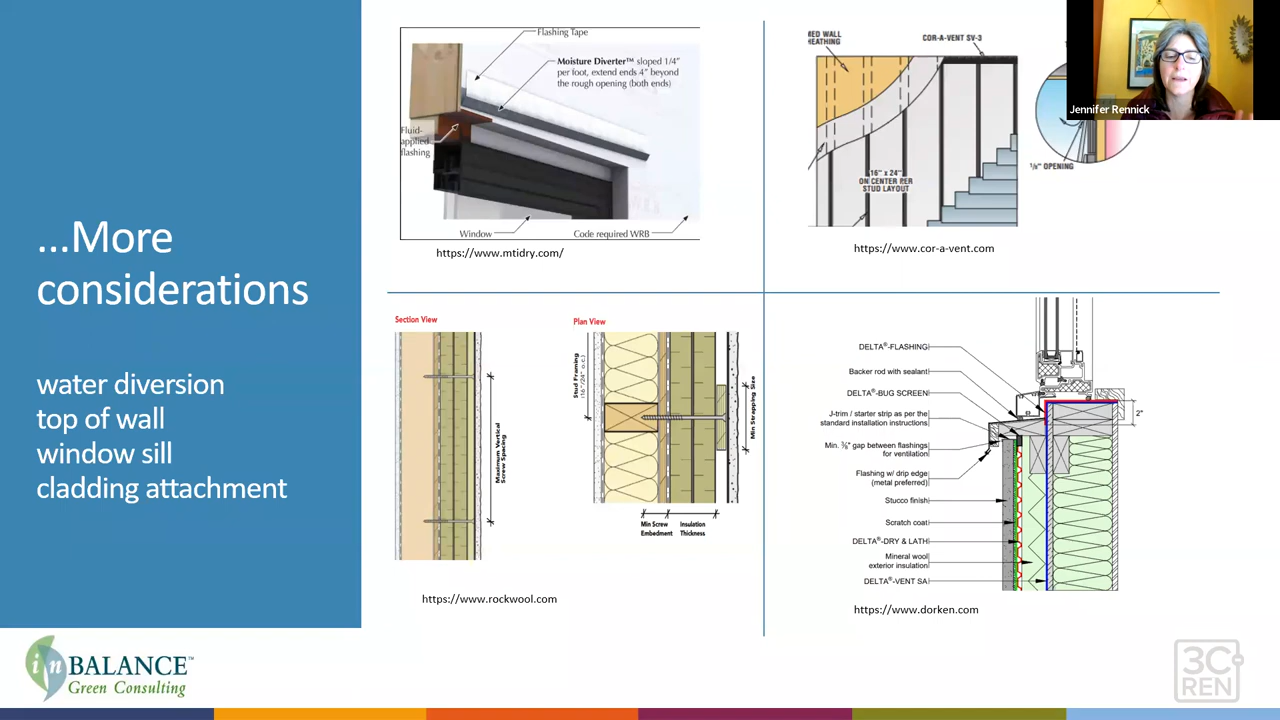 ...More
considerations
water diversion
top of wall
window sill
cladding attachment
Flashing Tape
Moisture Diverter™ sloped 1/4"
per foot, extend ends 4" beyond
the rough opening (both ends)
Fluid-
applied
flashing
Window
Code required WRB
https://www.mtidry.com/
WALL
COR-A-VENT SV-3
16" x 24"
ON CENTER PER
STUD LAYOUT
1/8" OPENING
https://www.cor-a-vent.com
Jennifer Rennick
Section View
Maximum Vertical
Screw Spacing
Plan View
Stud Framing
(16"/24" o.c.)
Min Strapping Size
Min Screw
Embedment
Insulation
Thickness
https://www.rockwool.com
DELTA®-FLASHING
Backer rod with sealant
DELTA®-BUG SCREEN
J-trim / starter strip as per the
standard installation instructions
Min. ⅜" gap between flashings
for ventilation
Flashing w/ drip edge
(metal preferred)
Stucco finish
Scratch coat
DELTA®-DRY & LATH
Mineral wool
exterior insulation
DELTA®-VENT SA
2"
https://www.dorken.com
in BALANCE™
Green Consulting
3C
REN